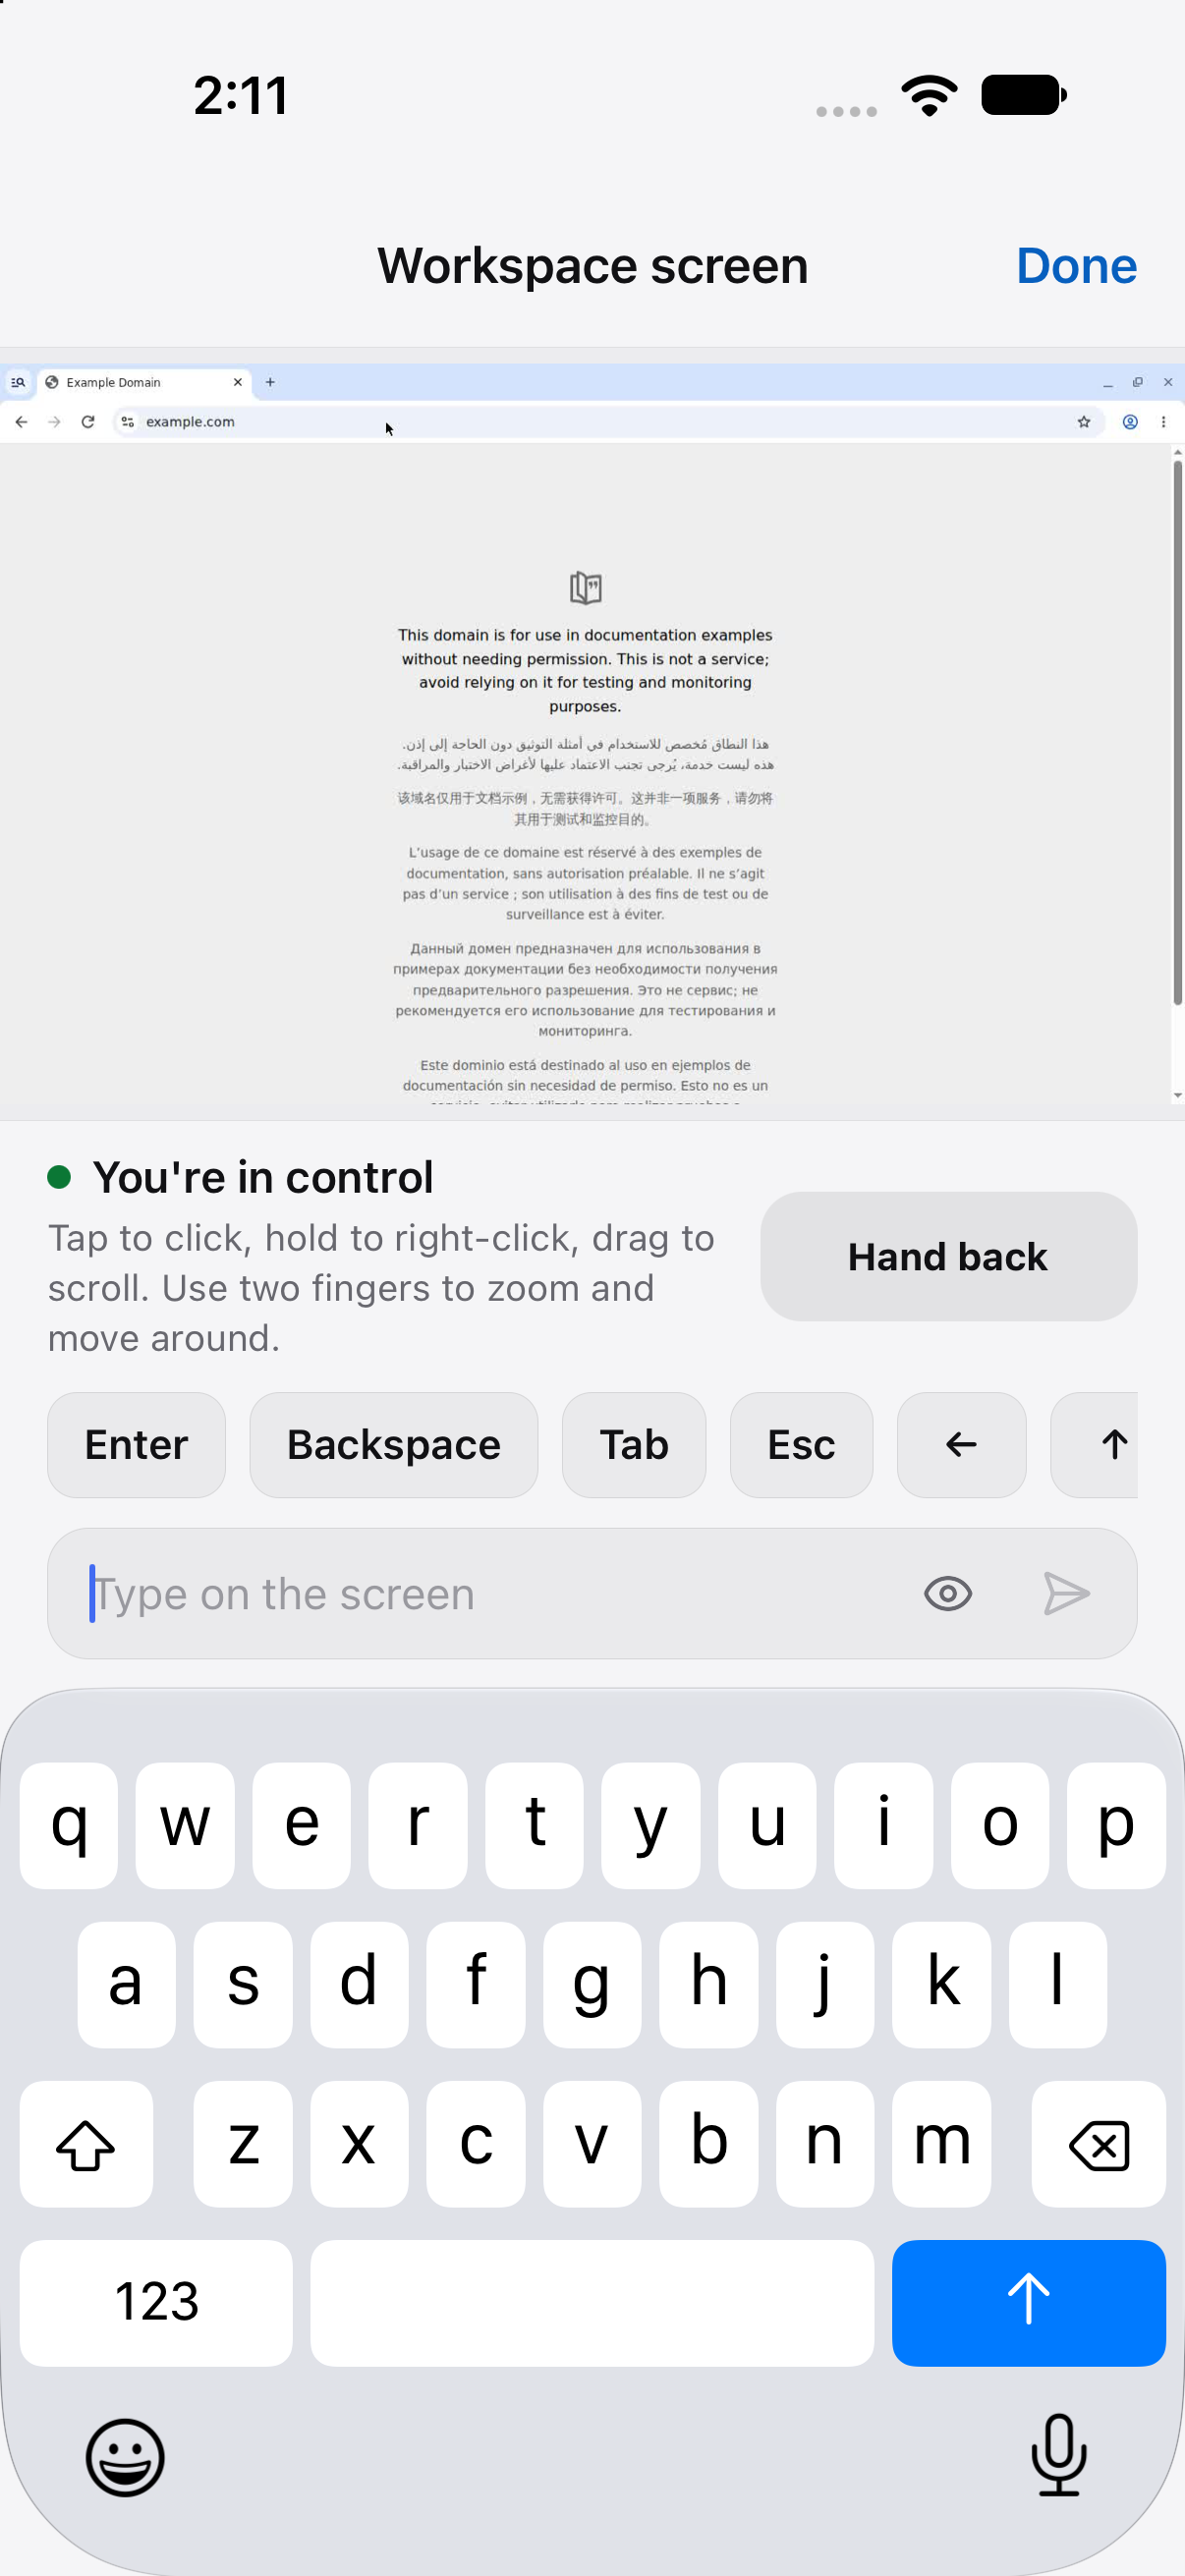 2:11
Workspace screen
Done
Example Domain
example.com
This domain is for use in documentation examples
without needing permission. This is not a service;
avoid relying on it for testing and monitoring
purposes.
هذا النطاق مُخصص للاستخدام في أمثلة التوثيق دون الحاجة إلى إذن.
هذه ليست خدمة، يُرجى تجنب الاعتماد عليها لأغراض الاختبار والمراقبة.
该域名仅用于文档示例，无需获得许可。这并非一项服务，请勿将
其用于测试和监控目的。
L’usage de ce domaine est réservé à des exemples de
documentation, sans autorisation préalable. Il ne s’agit
pas d’un service ; son utilisation à des fins de test ou de
surveillance est à éviter.
Данный домен предназначен для использования в
примерах документации без необходимости получения
предварительного разрешения. Это не сервис; не
рекомендуется его использование для тестирования и
мониторинга.
Este dominio está destinado al uso en ejemplos de
documentación sin necesidad de permiso. Esto no es un
You're in control
Tap to click, hold to right-click, drag to
scroll. Use two fingers to zoom and
move around.
Hand back
Enter
Backspace
Tab
Esc
Type on the screen
q w e r t y u i o p
a s d f g h j k l
z x c v b n m
123